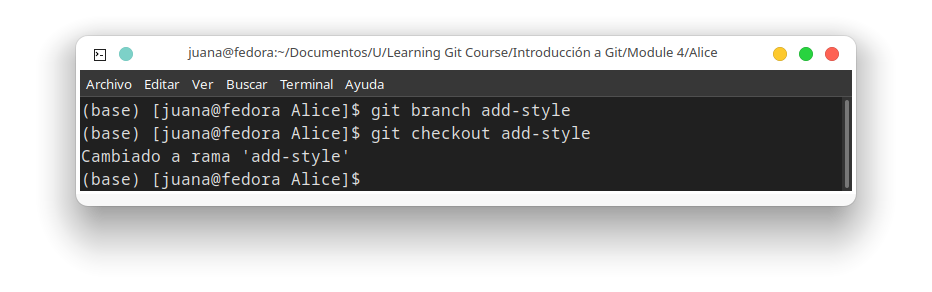 juana@fedora:~/Documentos/U/Learning Git Course/Introducción a Git/Module 4/Alice
Archivo Editar Ver Buscar Terminal Ayuda
(base) [juana@fedora Alice]$ git branch add-style
(base) [juana@fedora Alice]$ git checkout add-style
Cambiado a rama 'add-style'
(base) [juana@fedora Alice]$